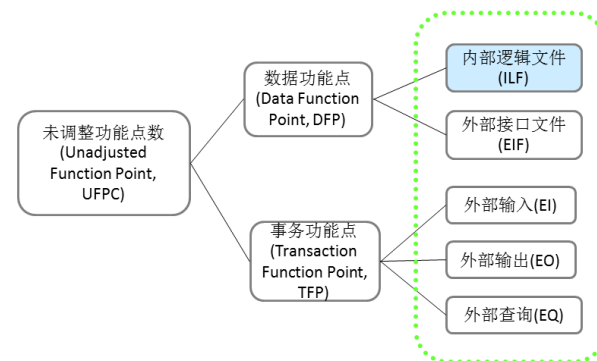 未调整功能点数
(Unadjusted
Function Point,
UFPC)
数据功能点
(Data Function
Point, DFP)
事务功能点
(Transaction
Function Point,
TFP)
内部逻辑文件
(ILF)
外部接口文件
(EIF)
外部输入(EI)
外部输出(EO)
外部查询(EQ)